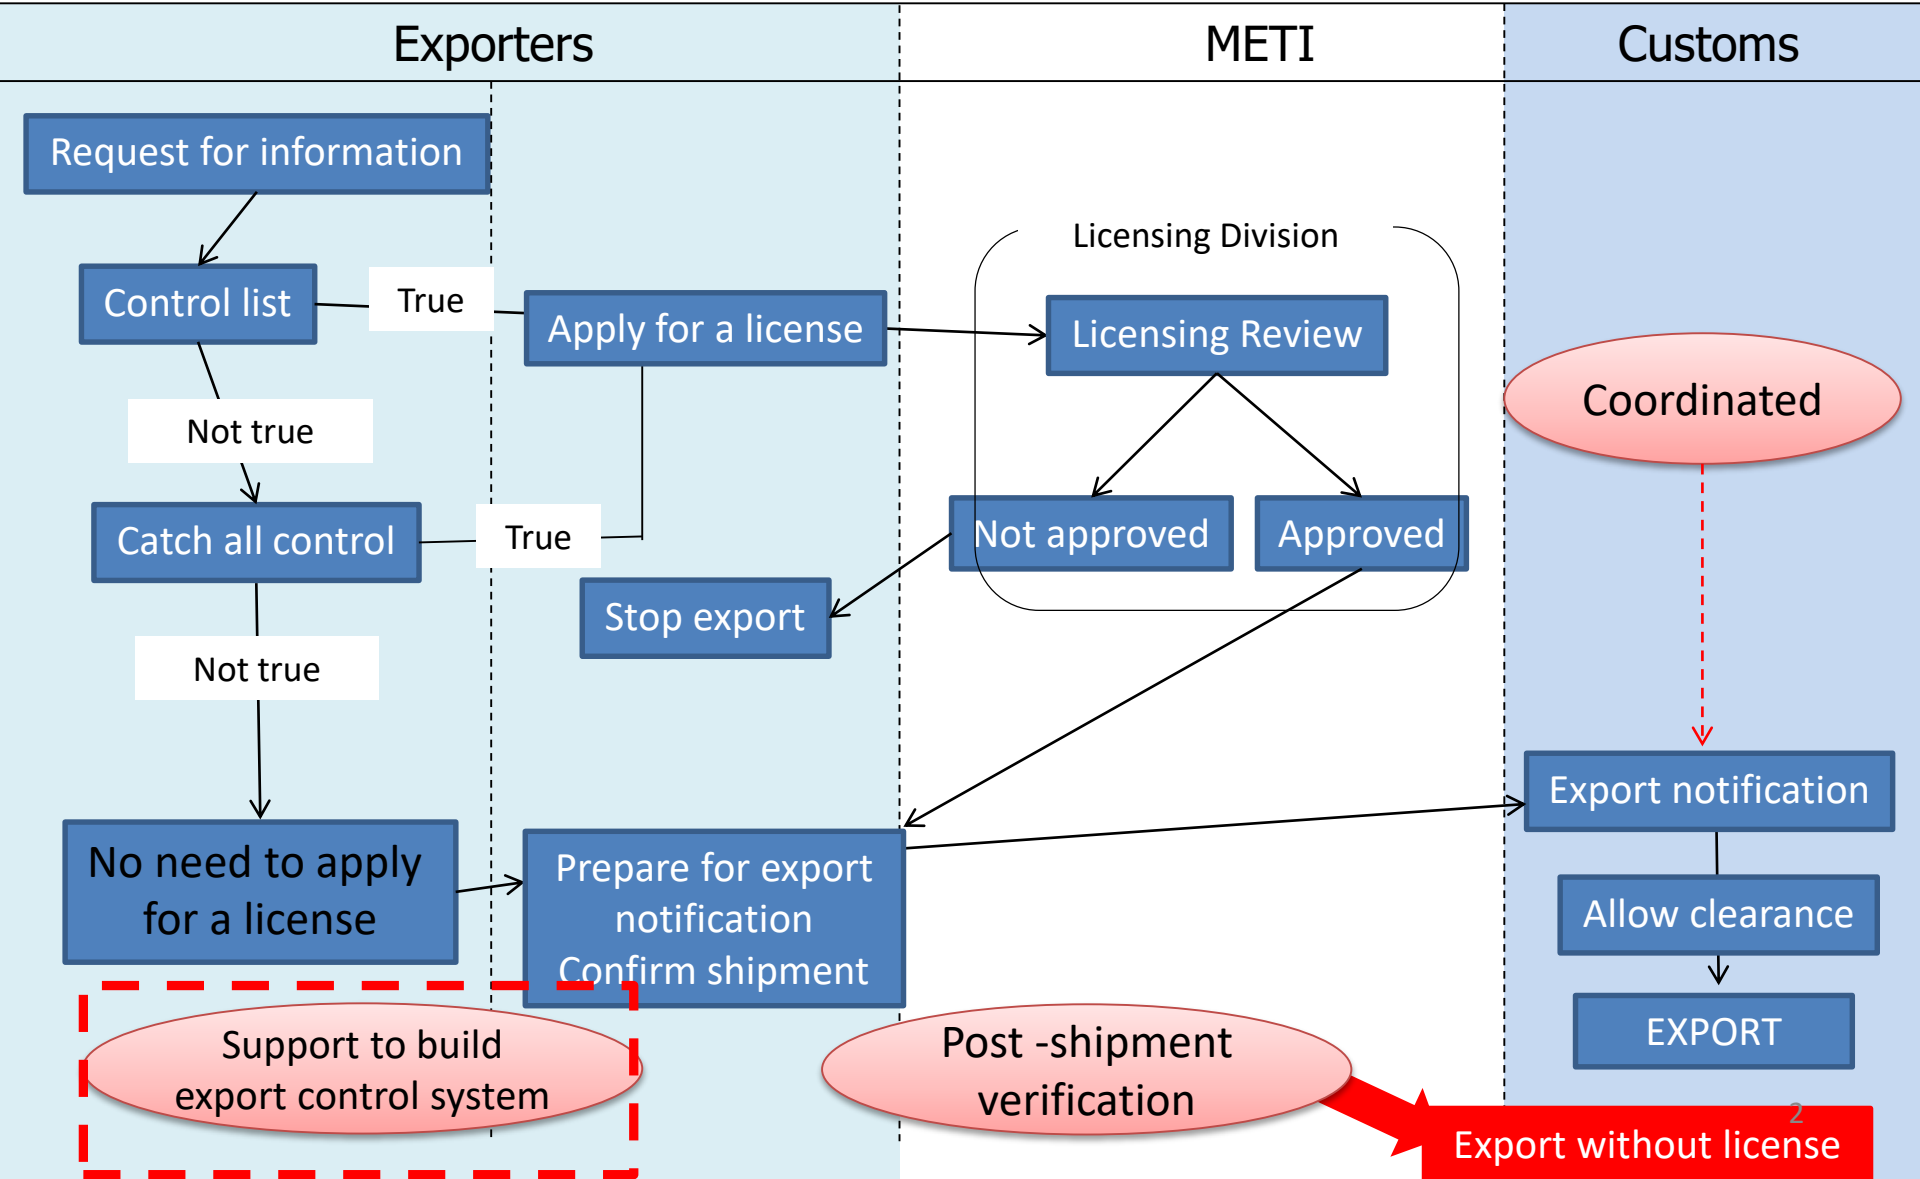 Exporters
METI
Customs
Request for information
Control list
True
Apply for a license
Not true
Catch all control
True
Stop export
Not true
No need to apply
for a license
Prepare for export
notification
Confirm shipment
Support to build
export control system
Licensing Division
Licensing Review
Not approved
Approved
Post -shipment
verification
Coordinated
Export notification
Allow clearance
EXPORT
2
Export without license